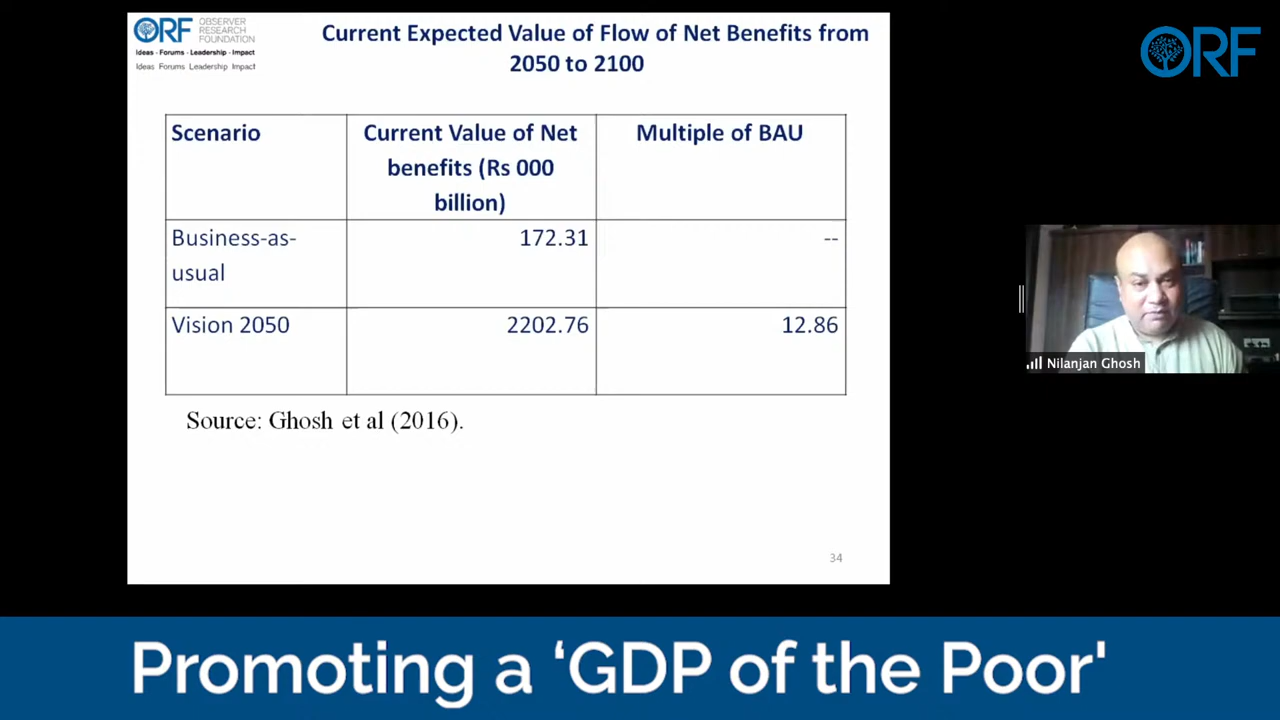 ORF
OBSERVER
RESEARCH
FOUNDATION
Ideas - Forums - Leadership - Impact
Ideas Forums Leadership Impact
Current Expected Value of Flow of Net Benefits from
2050 to 2100
ORF
Scenario
Current Value of Net
benefits (Rs 000
billion)
Multiple of BAU
Business-as-
usual
172.31
--
Vision 2050
2202.76
12.86
Source: Ghosh et al (2016).
34
Nilanjan Ghosh
Promoting a ‘GDP of the Poor'